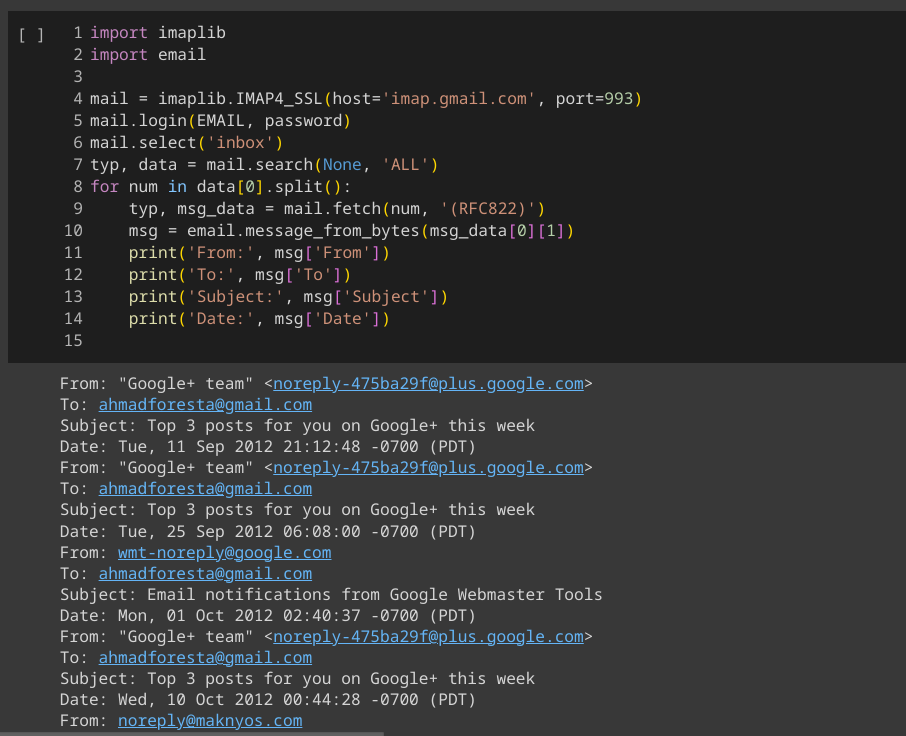 [ ]
1 import imaplib
2 import email
3
4 mail = imaplib.IMAP4_SSL(host='imap.gmail.com', port=993)
5 mail.login(EMAIL, password)
6 mail.select('inbox')
7 typ, data = mail.search(None, 'ALL')
8 for num in data[0].split():
9     typ, msg_data = mail.fetch(num, '(RFC822)')
10     msg = email.message_from_bytes(msg_data[0][1])
11     print('From:', msg['From'])
12     print('To:', msg['To'])
13     print('Subject:', msg['Subject'])
14     print('Date:', msg['Date'])
15
From: "Google+ team" <noreply-475ba29f@plus.google.com>
To: ahmadforesta@gmail.com
Subject: Top 3 posts for you on Google+ this week
Date: Tue, 11 Sep 2012 21:12:48 -0700 (PDT)
From: "Google+ team" <noreply-475ba29f@plus.google.com>
To: ahmadforesta@gmail.com
Subject: Top 3 posts for you on Google+ this week
Date: Tue, 25 Sep 2012 06:08:00 -0700 (PDT)
From: wmt-noreply@google.com
To: ahmadforesta@gmail.com
Subject: Email notifications from Google Webmaster Tools
Date: Mon, 01 Oct 2012 02:40:37 -0700 (PDT)
From: "Google+ team" <noreply-475ba29f@plus.google.com>
To: ahmadforesta@gmail.com
Subject: Top 3 posts for you on Google+ this week
Date: Wed, 10 Oct 2012 00:44:28 -0700 (PDT)
From: noreply@maknyos.com